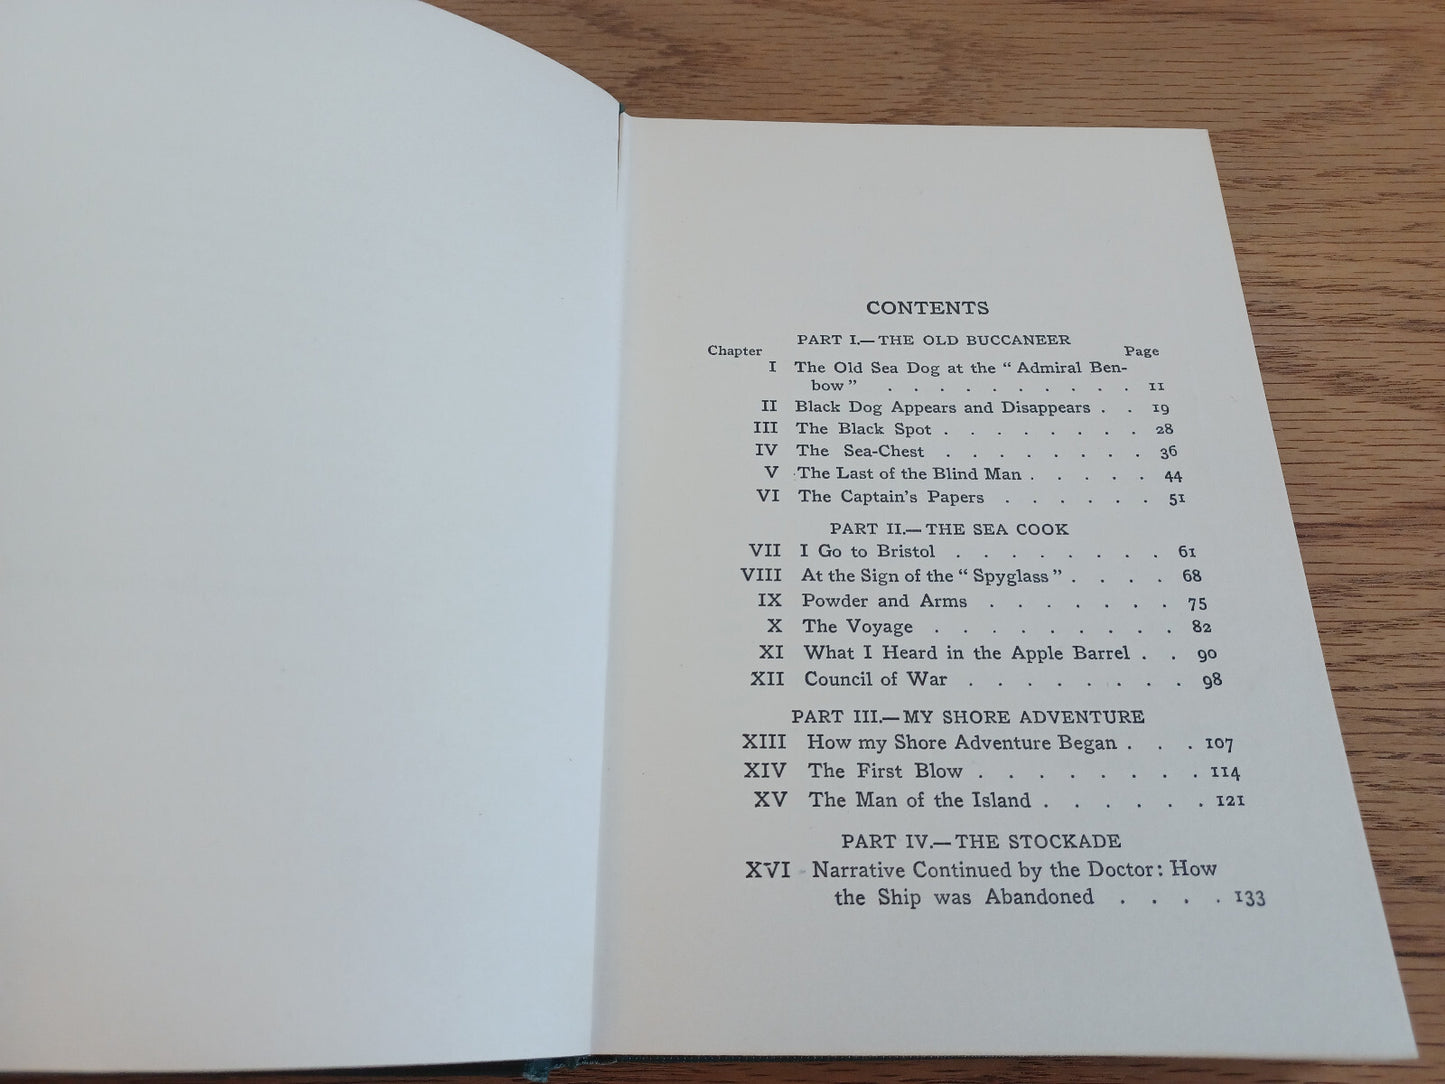 CONTENTS
PART I.—THE OLD BUCCANEER
Chapter Page
I The Old Sea Dog at the “ Admiral Ben-
bow ” . . . . . . . . . . 11
II Black Dog Appears and Disappears . . 19
III The Black Spot . . . . . . . . 28
IV The Sea-Chest . . . . . . . . 36
V The Last of the Blind Man . . . . . 44
VI The Captain’s Papers . . . . . . 51
PART II.—THE SEA COOK
VII I Go to Bristol . . . . . . . . 61
VIII At the Sign of the “ Spyglass ” . . . . 68
IX Powder and Arms . . . . . . . 75
X The Voyage . . . . . . . . . 82
XI What I Heard in the Apple Barrel . . 90
XII Council of War . . . . . . . . 98
PART III.—MY SHORE ADVENTURE
XIII How my Shore Adventure Began . . . 107
XIV The First Blow . . . . . . . . 114
XV The Man of the Island . . . . . . 121
PART IV.—THE STOCKADE
XVI Narrative Continued by the Doctor: How
the Ship was Abandoned . . . . 133